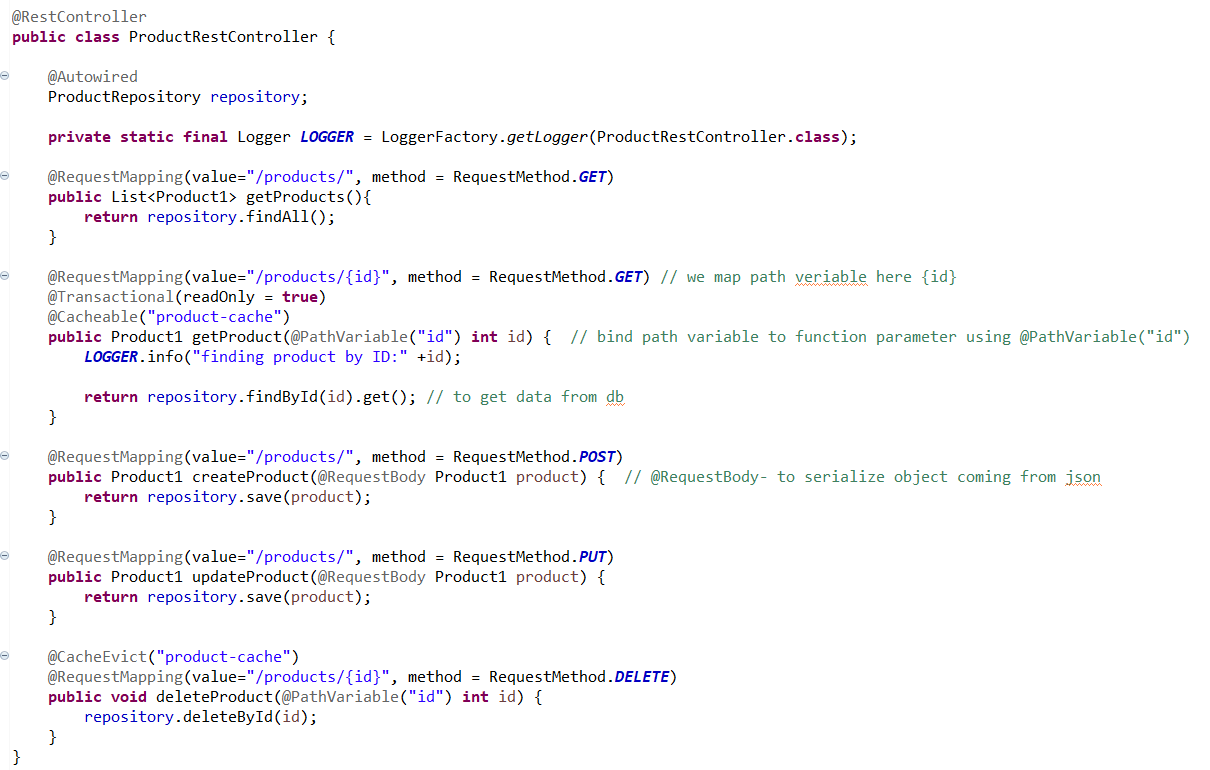 @RestController
public class ProductRestController {
@Autowired
ProductRepository repository;
private static final Logger LOGGER = LoggerFactory.getLogger(ProductRestController.class);
@RequestMapping(value="/products/", method = RequestMethod.GET)
public List<Product1> getProducts(){
return repository.findAll();
}
@RequestMapping(value="/products/{id}", method = RequestMethod.GET) // we map path veriable here {id}
@Transactional(readOnly = true)
@Cacheable("product-cache")
public Product1 getProduct(@PathVariable("id") int id) {  // bind path variable to function parameter using @PathVariable("id")
LOGGER.info("finding product by ID:" +id);
return repository.findById(id).get(); // to get data from db
}
@RequestMapping(value="/products/", method = RequestMethod.POST)
public Product1 createProduct(@RequestBody Product1 product) {  // @RequestBody- to serialize object coming from json
return repository.save(product);
}
@RequestMapping(value="/products/", method = RequestMethod.PUT)
public Product1 updateProduct(@RequestBody Product1 product) {
return repository.save(product);
}
@CacheEvict("product-cache")
@RequestMapping(value="/products/{id}", method = RequestMethod.DELETE)
public void deleteProduct(@PathVariable("id") int id) {
repository.deleteById(id);
}
}